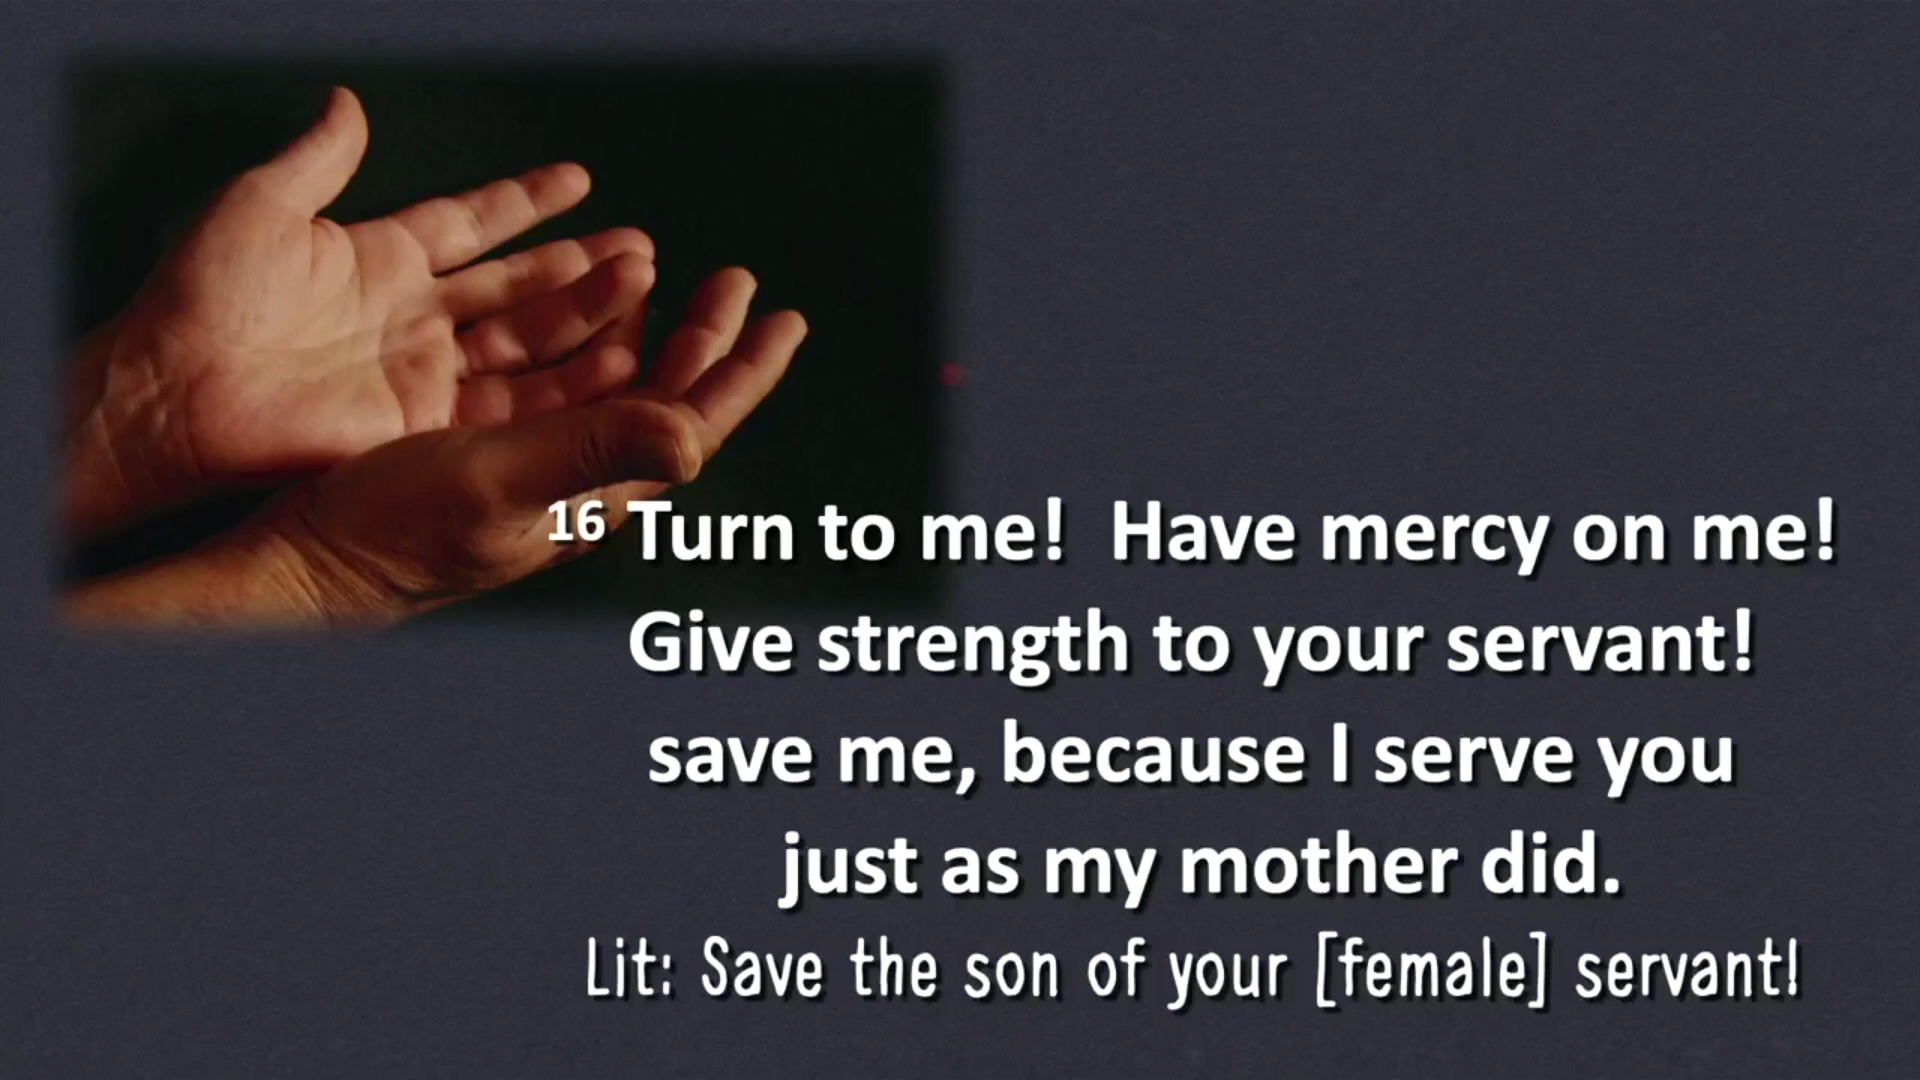 16 Turn to me!  Have mercy on me!
Give strength to your servant!
save me, because I serve you
just as my mother did.
Lit: Save the son of your [female] servant!